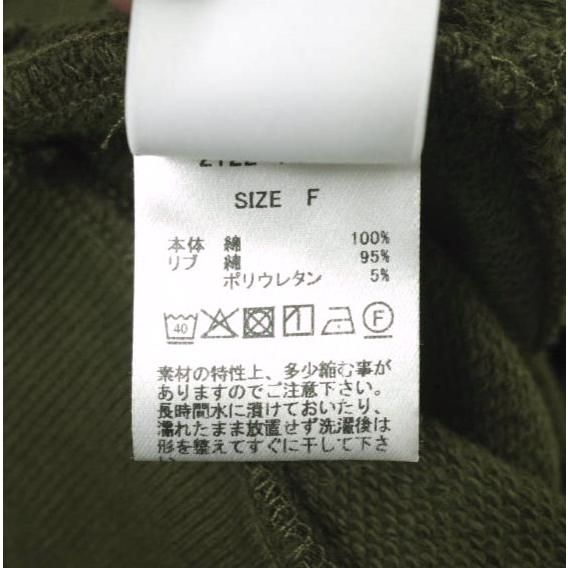 SIZE F
本体 綿 100%
リブ 綿 95%
ポリウレタン 5%
40 F
素材の特性上、多少縮む事が
ありますのでご注意下さい。
長時間水に漬けておいたり、
濡れたまま放置せず洗濯後は
形を整えてすぐに干して下さ
い